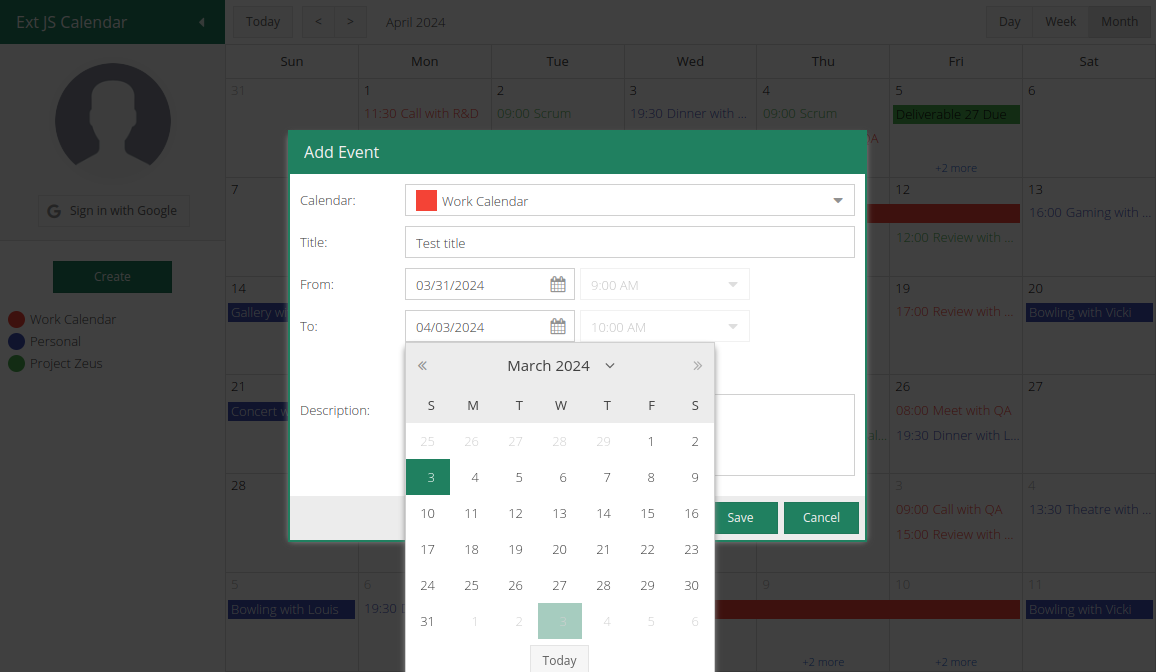 Ext JS Calendar
Today < > April 2024 Day Week Month
Sun Mon Tue Wed Thu Fri Sat
31 1 2 3 4 5 6
11:30 Call with R&D 09:00 Scrum 19:30 Dinner with ... 09:00 Scrum Deliverable 27 Due
A
+2 more
Sign in with Google
Create
Work Calendar
Personal
Project Zeus
7 12 13
16:00 Gaming with ...
12:00 Review with ...
14 19 20
Gallery wi 17:00 Review with ... Bowling with Vicki
21 26 27
Concert w 08:00 Meet with QA
al... 19:30 Dinner with L...
28 3 4
09:00 Call with QA 13:30 Theatre with ...
15:00 Review with ...
5 6 9 10 11
Bowling with Louis 19:30 Bowling with Vicki
+2 more +2 more
Add Event
Calendar: Work Calendar
Title: Test title
From: 03/31/2024 9:00 AM
To: 04/03/2024 10:00 AM
Description:
« March 2024 »
S M T W T F S
25 26 27 28 29 1 2
3 4 5 6 7 8 9
10 11 12 13 14 15 16
17 18 19 20 21 22 23
24 25 26 27 28 29 30
31 1 2 3 4 5 6
Today
Save Cancel